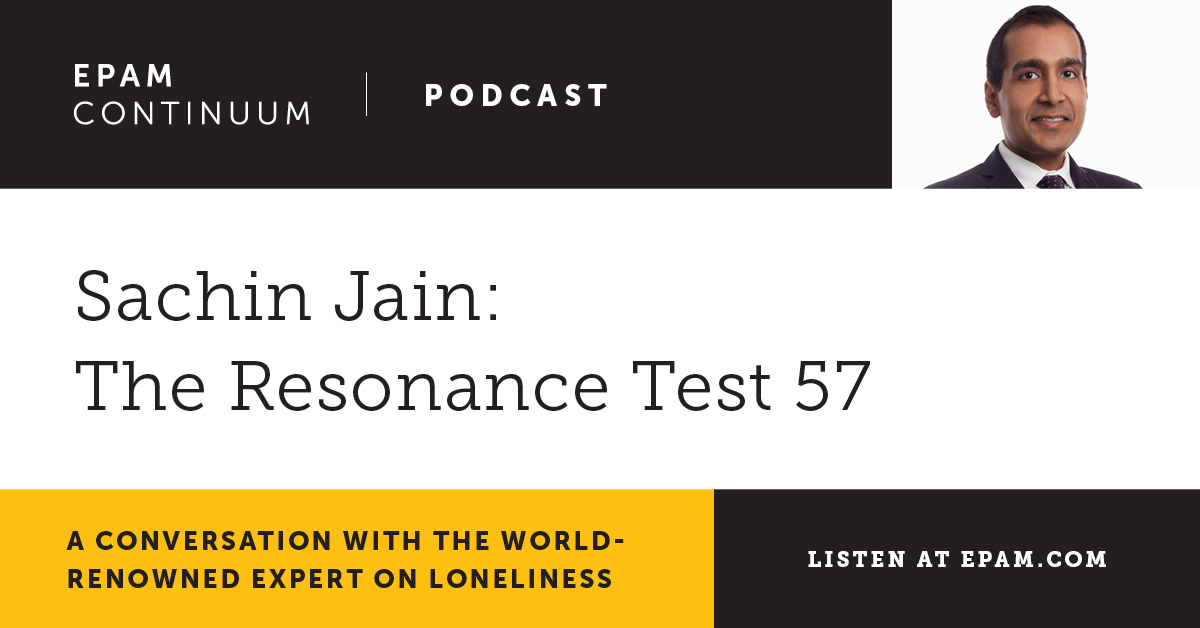 EPAM
CONTINUUM
PODCAST
Sachin Jain:
The Resonance Test 57
A CONVERSATION WITH THE WORLD-
RENOWNED EXPERT ON LONELINESS
LISTEN AT EPAM.COM